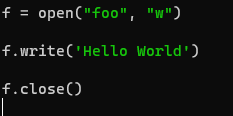 f = open("foo", "w")
f.write('Hello World')
f.close()